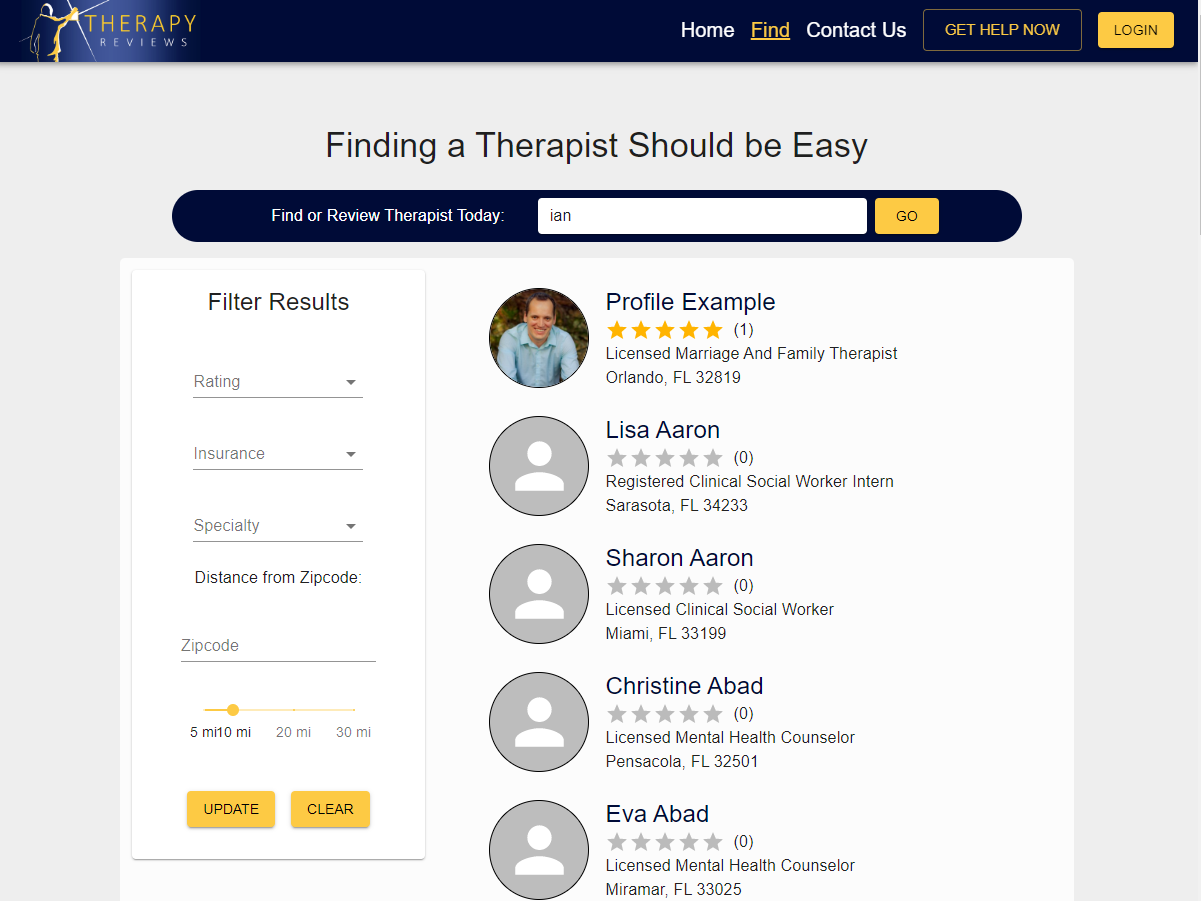 THERAPY
REVIEWS
Home Find Contact Us GET HELP NOW LOGIN
Finding a Therapist Should be Easy
Find or Review Therapist Today: ian GO
Filter Results
Rating
Insurance
Specialty
Distance from Zipcode:
Zipcode
5 mi 10 mi 20 mi 30 mi
UPDATE CLEAR
Profile Example
(1)
Licensed Marriage And Family Therapist
Orlando, FL 32819
Lisa Aaron
(0)
Registered Clinical Social Worker Intern
Sarasota, FL 34233
Sharon Aaron
(0)
Licensed Clinical Social Worker
Miami, FL 33199
Christine Abad
(0)
Licensed Mental Health Counselor
Pensacola, FL 32501
Eva Abad
(0)
Licensed Mental Health Counselor
Miramar, FL 33025